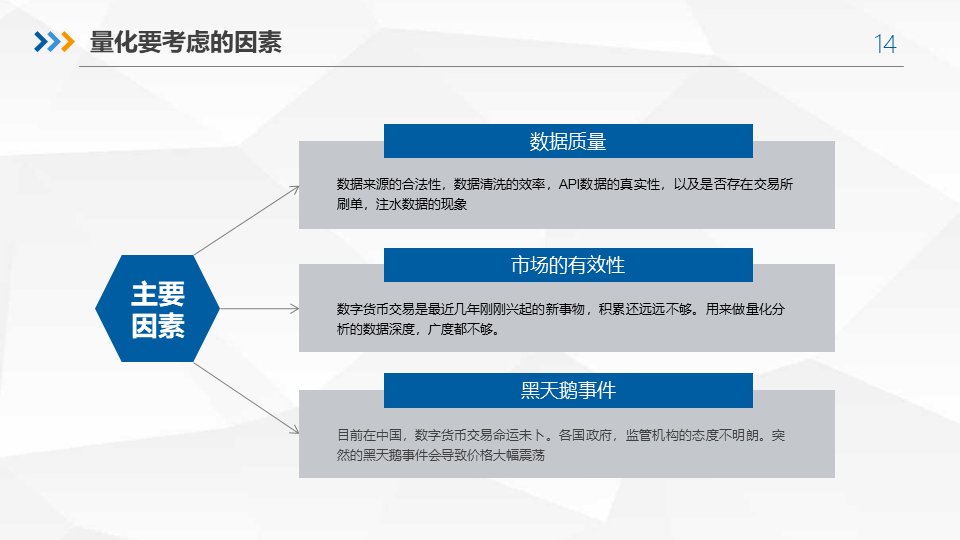 量化要考虑的因素
14
数据质量
数据来源的合法性，数据清洗的效率，API数据的真实性，以及是否存在交易所
刷单，注水数据的现象
主要
因素
市场的有效性
数字货币交易是最近几年刚刚兴起的新事物，积累还远远不够。用来做量化分
析的数据深度，广度都不够。
黑天鹅事件
目前在中国，数字货币交易命运未卜。各国政府，监管机构的态度不明朗。突
然的黑天鹅事件会导致价格大幅震荡